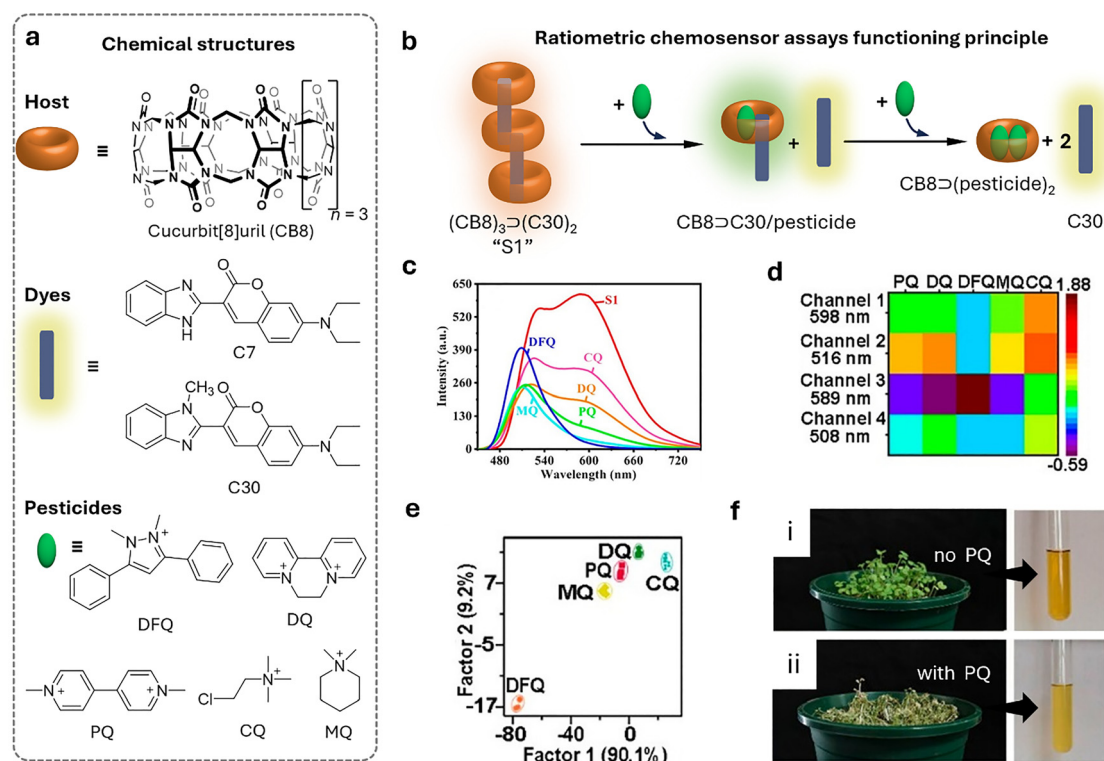 a
Chemical structures
Host
≡
n = 3
Cucurbit[8]uril (CB8)
Dyes
≡
C7
C30
Pesticides
≡
DFQ
DQ
PQ
CQ
MQ
b
Ratiometric chemosensor assays functioning principle
+
+
+
+ 2
(CB8)₃⊃(C30)₂
"S1"
CB8⊃C30/pesticide
CB8⊃(pesticide)₂
C30
c
650
520
390
260
130
0
Intensity (a.u.)
S1
DFQ
CQ
DQ
MQ
PQ
480 540 600 660 720
Wavelength (nm)
d
PQ DQ DFQ MQ CQ
Channel 1
598 nm
Channel 2
516 nm
Channel 3
589 nm
Channel 4
508 nm
1.88
-0.59
e
Factor 2 (9.2%)
7
-5
-17
DQ
PQ
MQ
CQ
DFQ
-80 -40 0
Factor 1 (90.1%)
f
i
no PQ
ii
with PQ